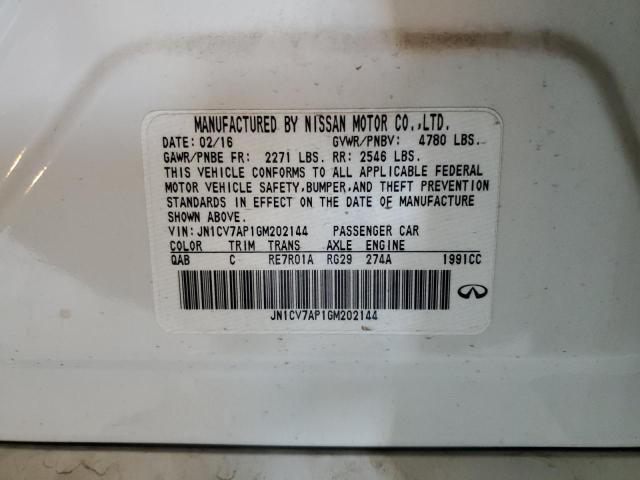 MANUFACTURED BY NISSAN MOTOR CO.,LTD.
DATE: 02/16 GVWR/PNBV: 4780 LBS.
GAWR/PNBE FR: 2271 LBS. RR: 2546 LBS.
THIS VEHICLE CONFORMS TO ALL APPLICABLE FEDERAL
MOTOR VEHICLE SAFETY,BUMPER,AND THEFT PREVENTION
STANDARDS IN EFFECT ON THE DATE OF MANUFACTURE
SHOWN ABOVE.
VIN: JN1CV7AP1GM202144 PASSENGER CAR
COLOR TRIM TRANS AXLE ENGINE
QAB C RE7R01A RG29 274A 1991CC
JN1CV7AP1GM202144